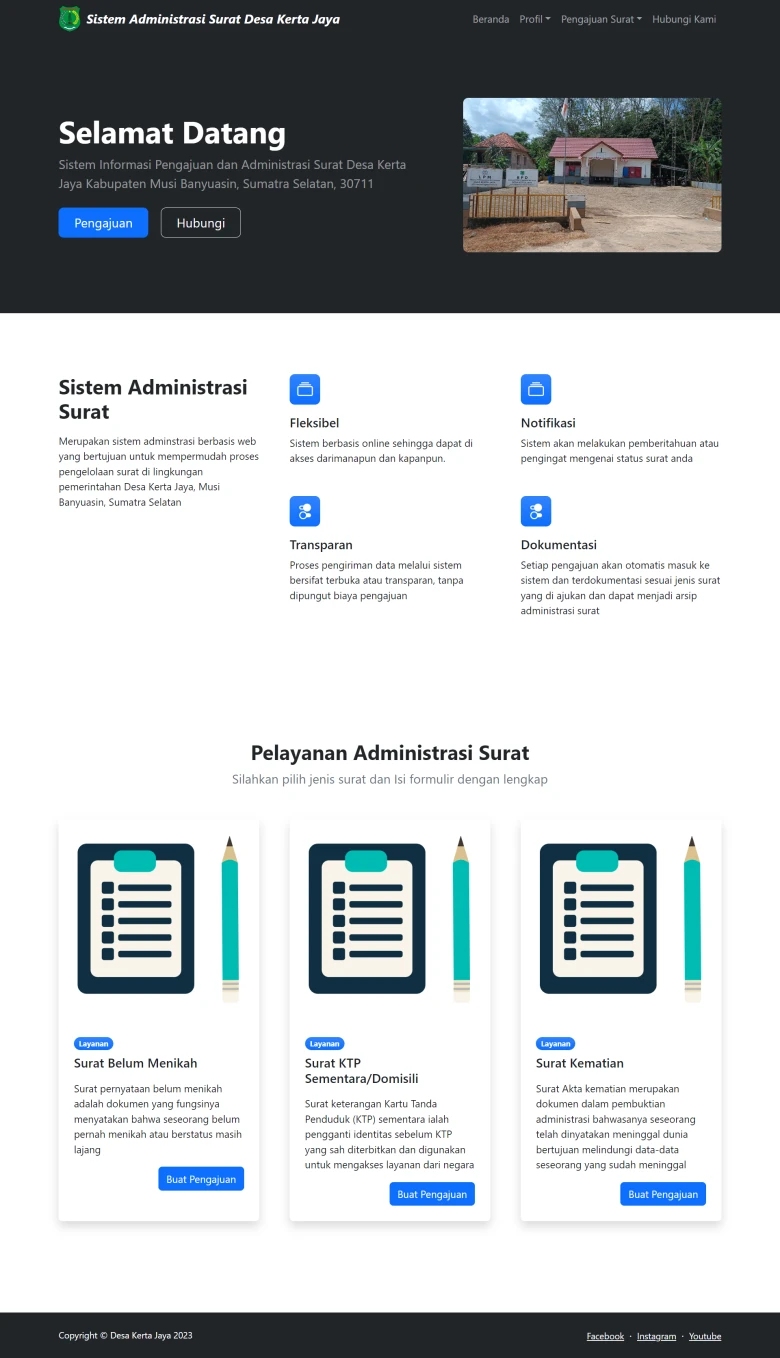 Sistem Administrasi Surat Desa Kerta Jaya
Beranda
Profil
Pengajuan Surat
Hubungi Kami
Selamat Datang
Sistem Informasi Pengajuan dan Administrasi Surat Desa Kerta
Jaya Kabupaten Musi Banyuasin, Sumatra Selatan, 30711
Pengajuan
Hubungi
L P M
B P D
Sistem Administrasi
Surat
Merupakan sistem adminstrasi berbasis web
yang bertujuan untuk mempermudah proses
pengelolaan surat di lingkungan
pemerintahan Desa Kerta Jaya, Musi
Banyuasin, Sumatra Selatan
Fleksibel
Sistem berbasis online sehingga dapat di
akses darimanapun dan kapanpun.
Notifikasi
Sistem akan melakukan pemberitahuan atau
pengingat mengenai status surat anda
Transparan
Proses pengiriman data melalui sistem
bersifat terbuka atau transparan, tanpa
dipungut biaya pengajuan
Dokumentasi
Setiap pengajuan akan otomatis masuk ke
sistem dan terdokumentasi sesuai jenis surat
yang di ajukan dan dapat menjadi arsip
administrasi surat
Pelayanan Administrasi Surat
Silahkan pilih jenis surat dan Isi formulir dengan lengkap
Layanan
Surat Belum Menikah
Surat pernyataan belum menikah
adalah dokumen yang fungsinya
menyatakan bahwa seseorang belum
pernah menikah atau berstatus masih
lajang
Buat Pengajuan
Layanan
Surat KTP
Sementara/Domisili
Surat keterangan Kartu Tanda
Penduduk (KTP) sementara ialah
pengganti identitas sebelum KTP
yang sah diterbitkan dan digunakan
untuk mengakses layanan dari negara
Buat Pengajuan
Layanan
Surat Kematian
Surat Akta kematian merupakan
dokumen dalam pembuktian
administrasi bahwasanya seseorang
telah dinyatakan meninggal dunia
bertujuan melindungi data-data
seseorang yang sudah meninggal
Buat Pengajuan
Copyright © Desa Kerta Jaya 2023
Facebook · Instagram · Youtube